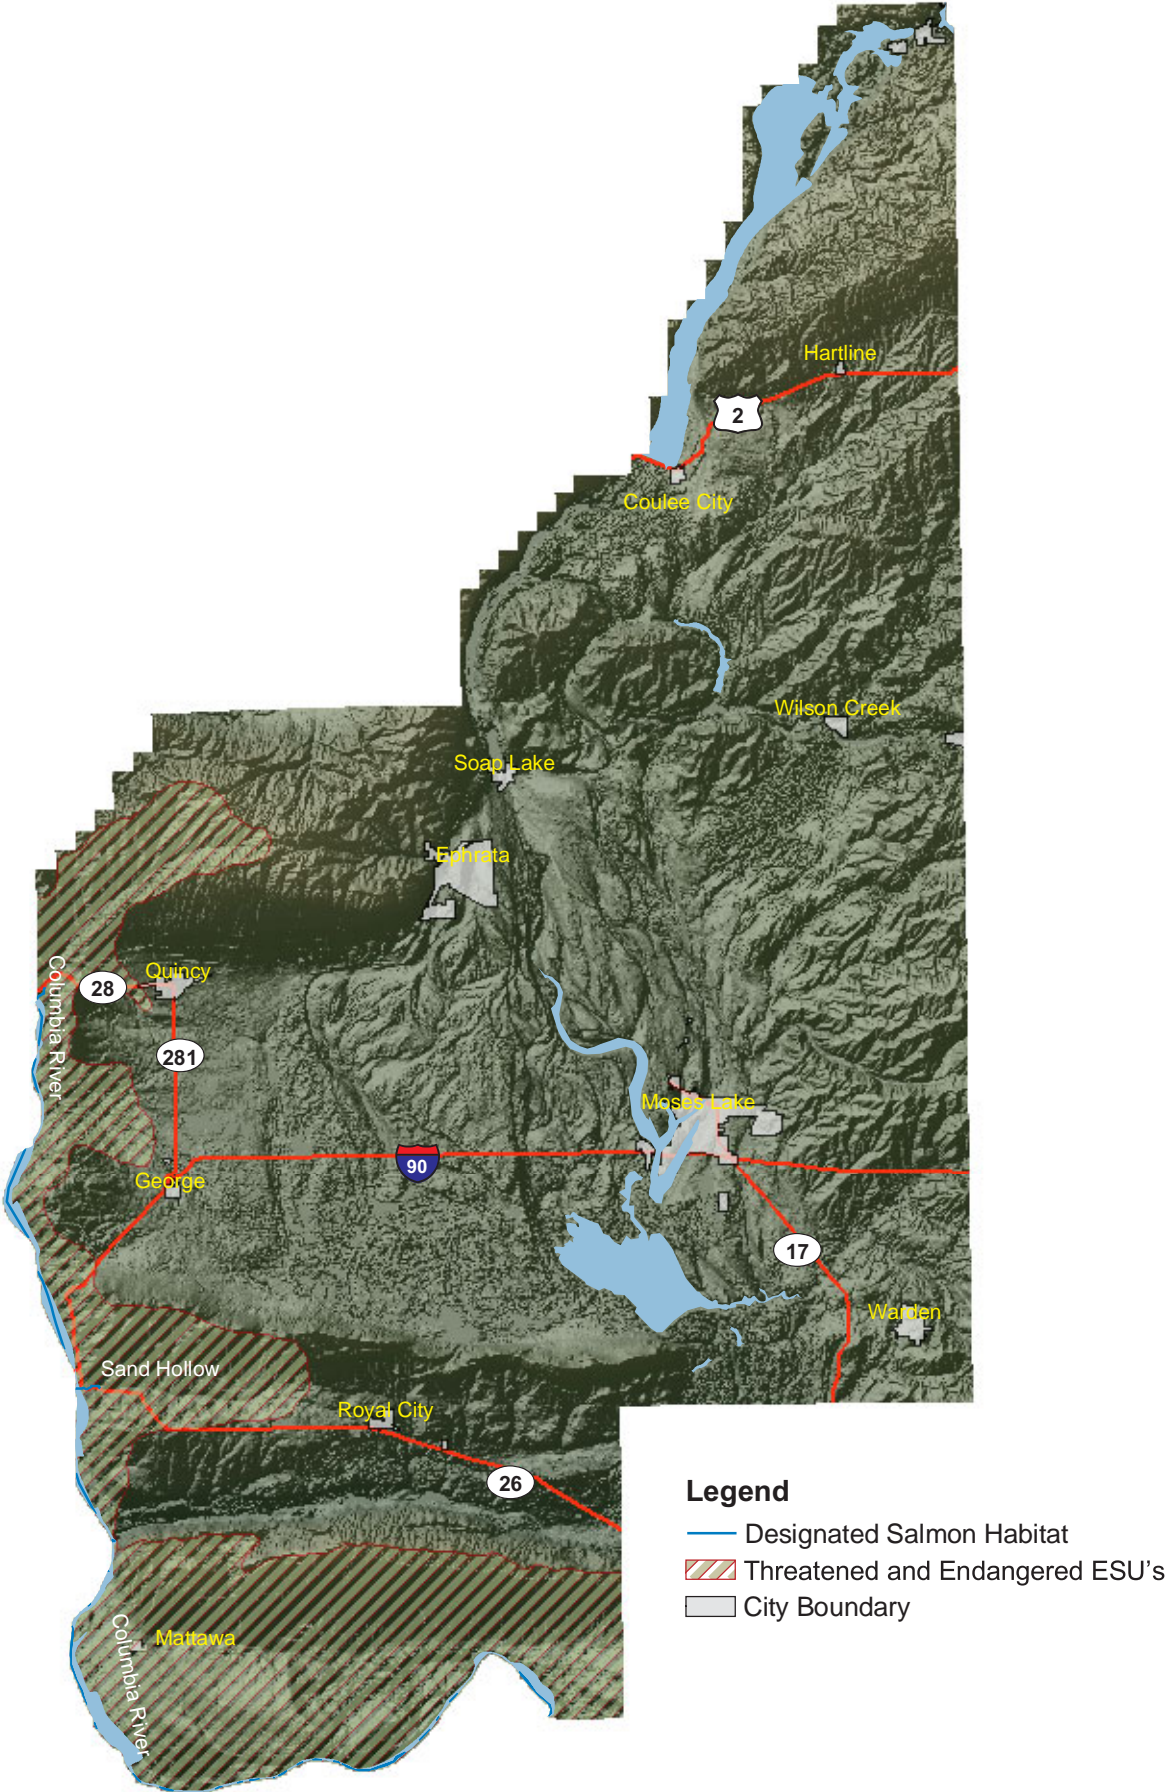 Hartline
2
Coulee City
Wilson Creek
Soap Lake
Ephrata
Quincy
28
Columbia River
281
Moses Lake
90
George
17
Warden
Sand Hollow
Royal City
26
Legend
Designated Salmon Habitat
Threatened and Endangered ESU’s
City Boundary
Mattawa
Columbia River